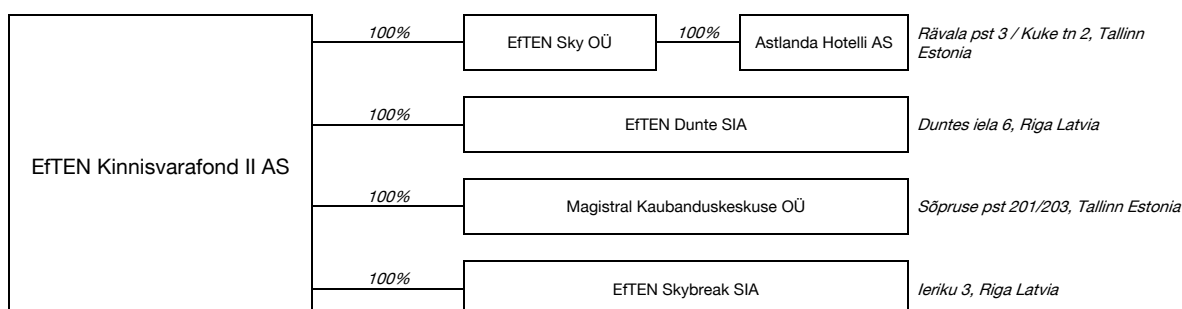 100%
EfTEN Sky OÜ
100%
Astlanda Hotelli AS
Rävala pst 3 / Kuke tn 2, Tallinn
Estonia
100%
EfTEN Dunte SIA
Duntes iela 6, Riga Latvia
EfTEN Kinnisvarafond II AS
100%
Magistral Kaubanduskeskuse OÜ
Sõpruse pst 201/203, Tallinn Estonia
100%
EfTEN Skybreak SIA
Ieriku 3, Riga Latvia